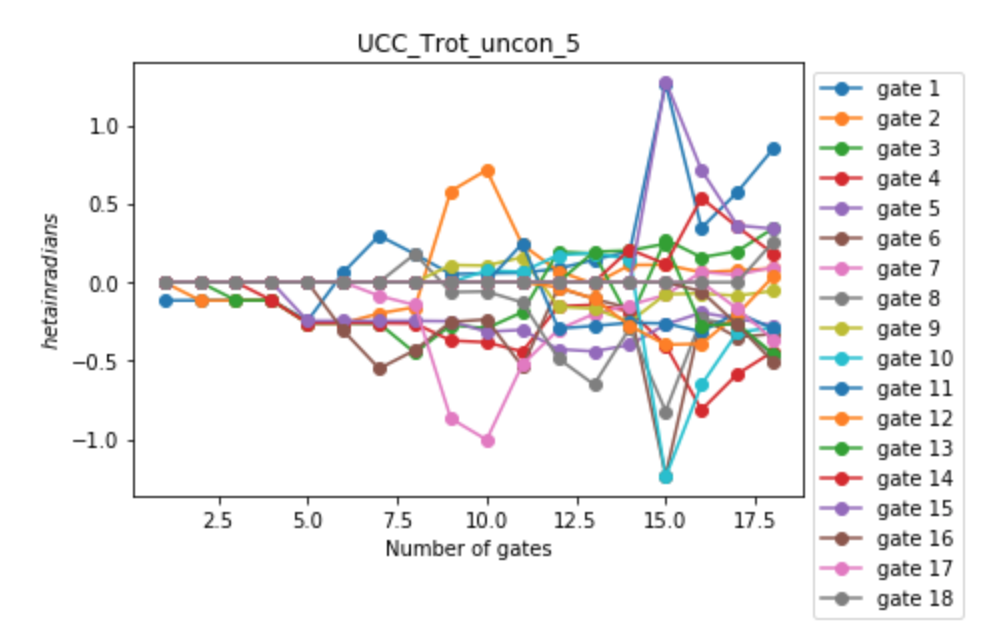 UCC_Trot_uncon_5
hetainradians
1.0
0.5
0.0
−0.5
−1.0
2.5 5.0 7.5 10.0 12.5 15.0 17.5
Number of gates
gate 1
gate 2
gate 3
gate 4
gate 5
gate 6
gate 7
gate 8
gate 9
gate 10
gate 11
gate 12
gate 13
gate 14
gate 15
gate 16
gate 17
gate 18